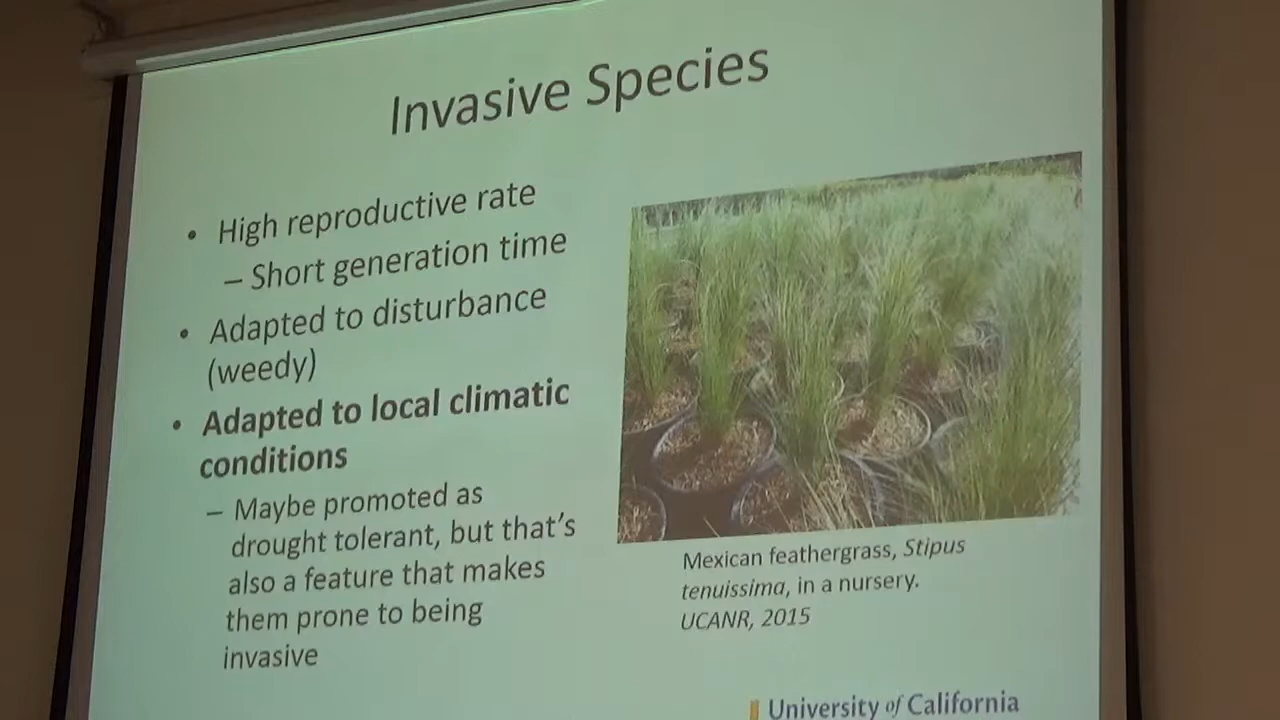 Invasive Species
• High reproductive rate
– Short generation time
• Adapted to disturbance
(weedy)
• Adapted to local climatic
conditions
– Maybe promoted as
drought tolerant, but that's
also a feature that makes
them prone to being
invasive
Mexican feathergrass, Stipus
tenuissima, in a nursery.
UCANR, 2015
University of California